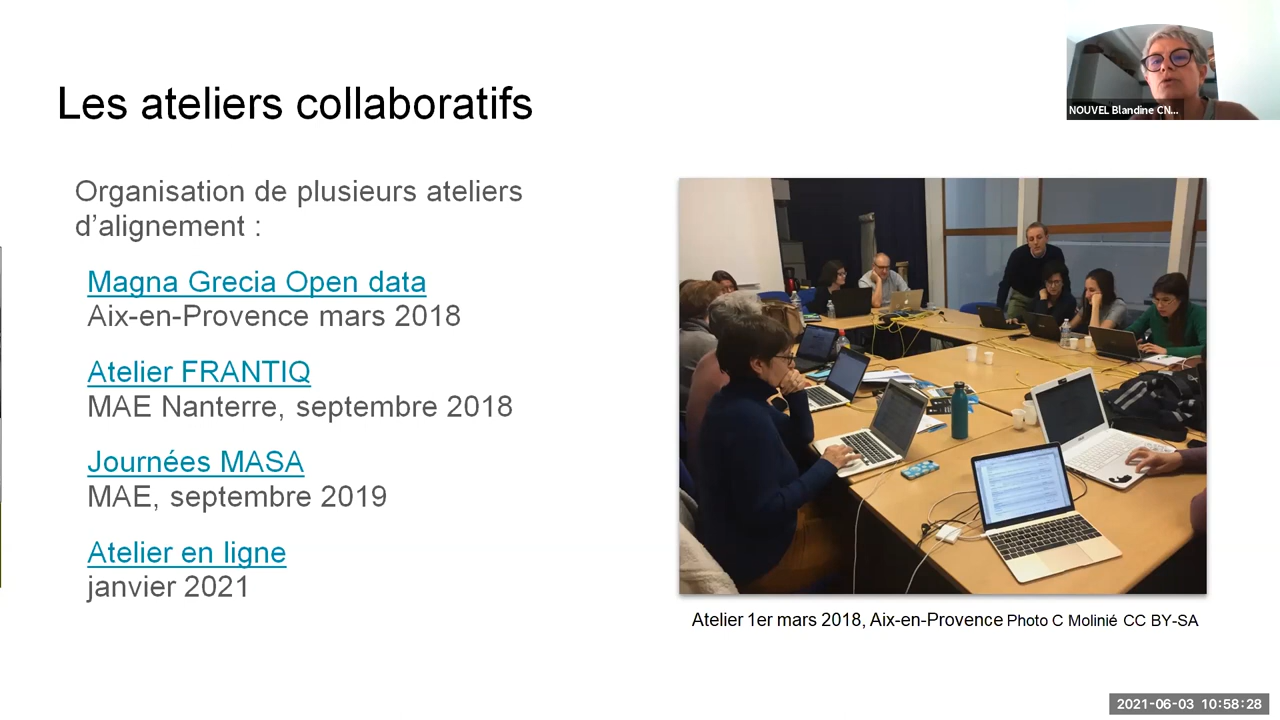 Les ateliers collaboratifs
NOUVEL Blandine CN...
Organisation de plusieurs ateliers
d’alignement :
Magna Grecia Open data
Aix-en-Provence mars 2018
Atelier FRANTIQ
MAE Nanterre, septembre 2018
Journées MASA
MAE, septembre 2019
Atelier en ligne
janvier 2021
Atelier 1er mars 2018, Aix-en-Provence Photo C Molinié CC BY-SA
2021-06-03 10:58:28